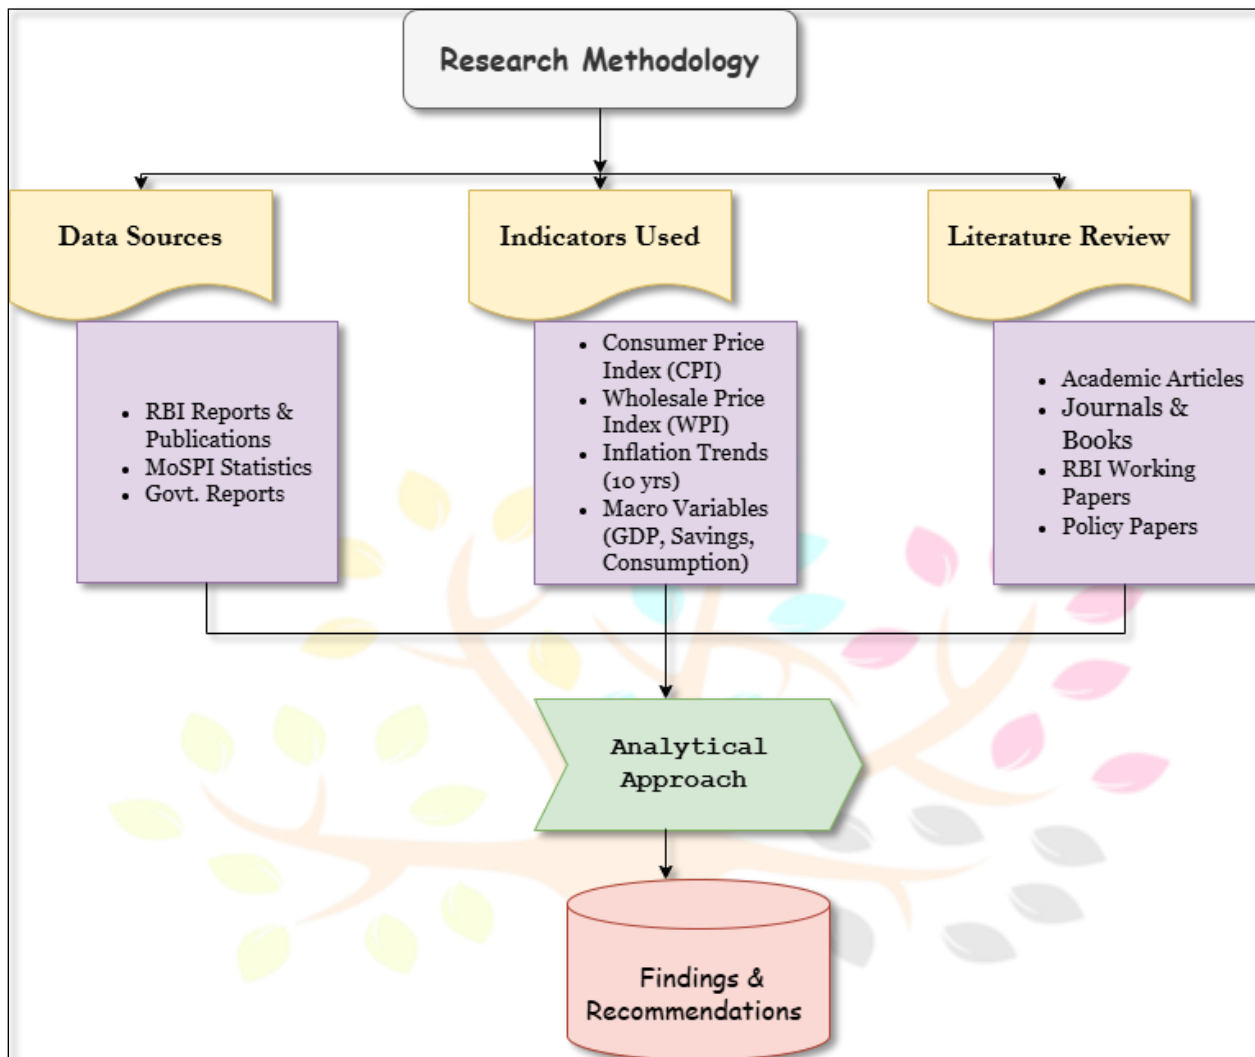 Research Methodology
Data Sources
Indicators Used
Literature Review
• RBI Reports &
Publications
• MoSPI Statistics
• Govt. Reports
• Consumer Price
Index (CPI)
• Wholesale Price
Index (WPI)
• Inflation Trends
(10 yrs)
• Macro Variables
(GDP, Savings,
Consumption)
• Academic Articles
• Journals &
Books
• RBI Working
Papers
• Policy Papers
Analytical
Approach
Findings &
Recommendations